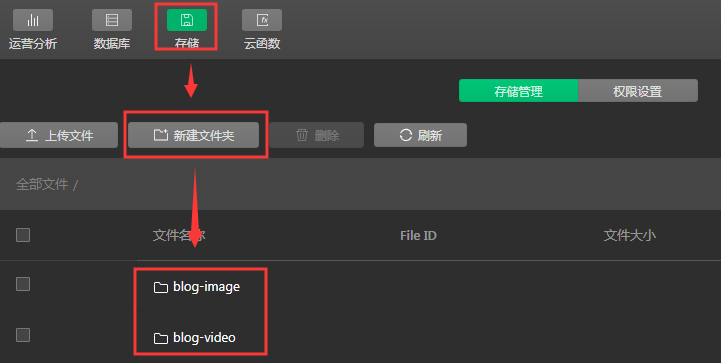 运营分析 数据库 存储 云函数
存储管理 权限设置
上传文件 新建文件夹 删除 刷新
全部文件 /
文件名称 File ID 文件大小
blog-image
blog-video